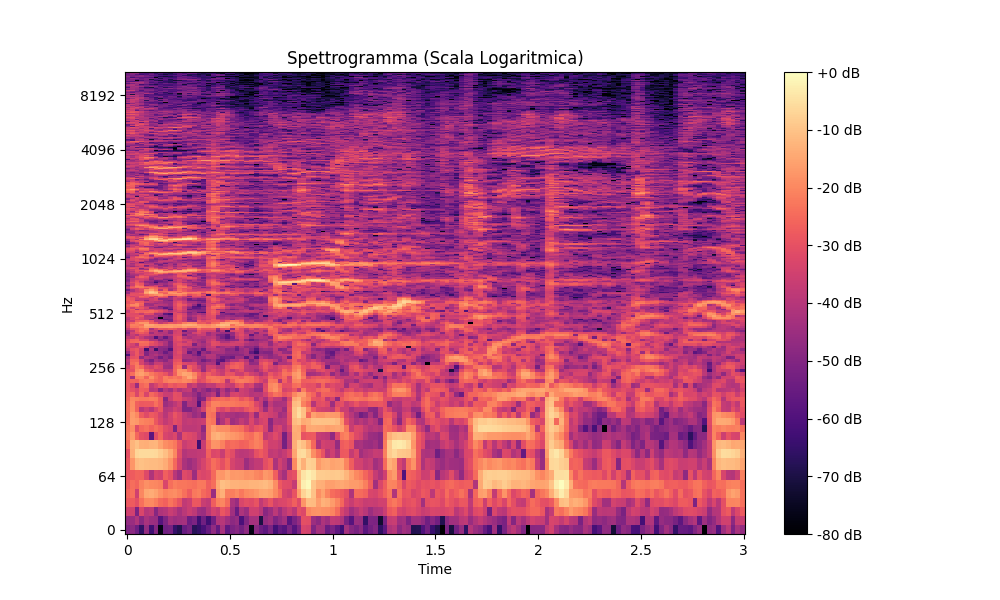 Spettrogramma (Scala Logaritmica)
Hz
8192
4096
2048
1024
512
256
128
64
0
0 0.5 1 1.5 2 2.5 3
Time
+0 dB
-10 dB
-20 dB
-30 dB
-40 dB
-50 dB
-60 dB
-70 dB
-80 dB